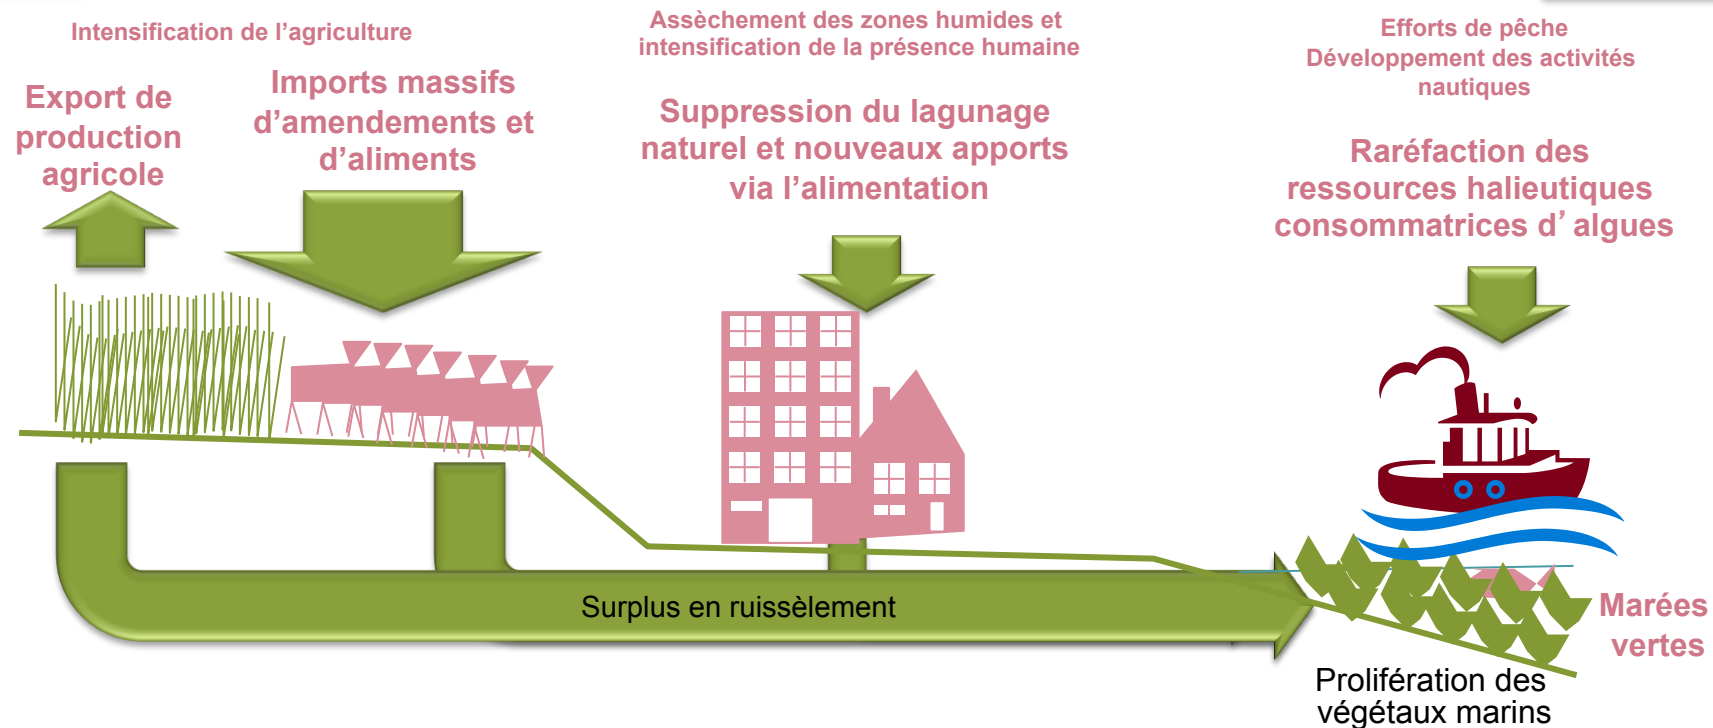 Intensification de l’agriculture
Export de
production
agricole
Imports massifs
d’amendements et
d’aliments
Assèchement des zones humides et
intensification de la présence humaine
Suppression du lagunage
naturel et nouveaux apports
via l’alimentation
Efforts de pêche
Développement des activités
nautiques
Raréfaction des
ressources halieutiques
consommatrices d’ algues
Surplus en ruissèlement
Marées
vertes
Prolifération des
végétaux marins